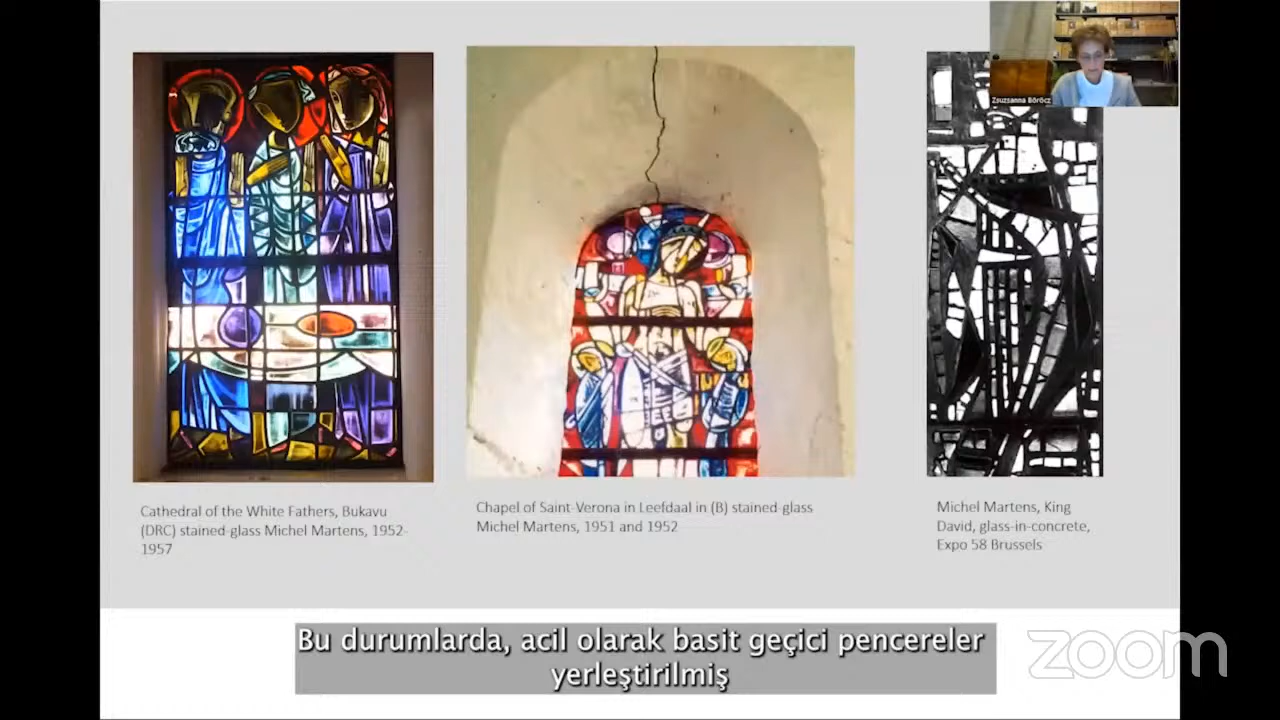 Zsuzsanna Böröcz
Cathedral of the White Fathers, Bukavu
(DRC) stained-glass Michel Martens, 1952-
1957
Chapel of Saint-Verona in Leefdaal in (B) stained-glass
Michel Martens, 1951 and 1952
Michel Martens, King
David, glass-in-concrete,
Expo 58 Brussels
Bu durumlarda, acil olarak basit geçici pencereler
yerleştirilmiş
zoom